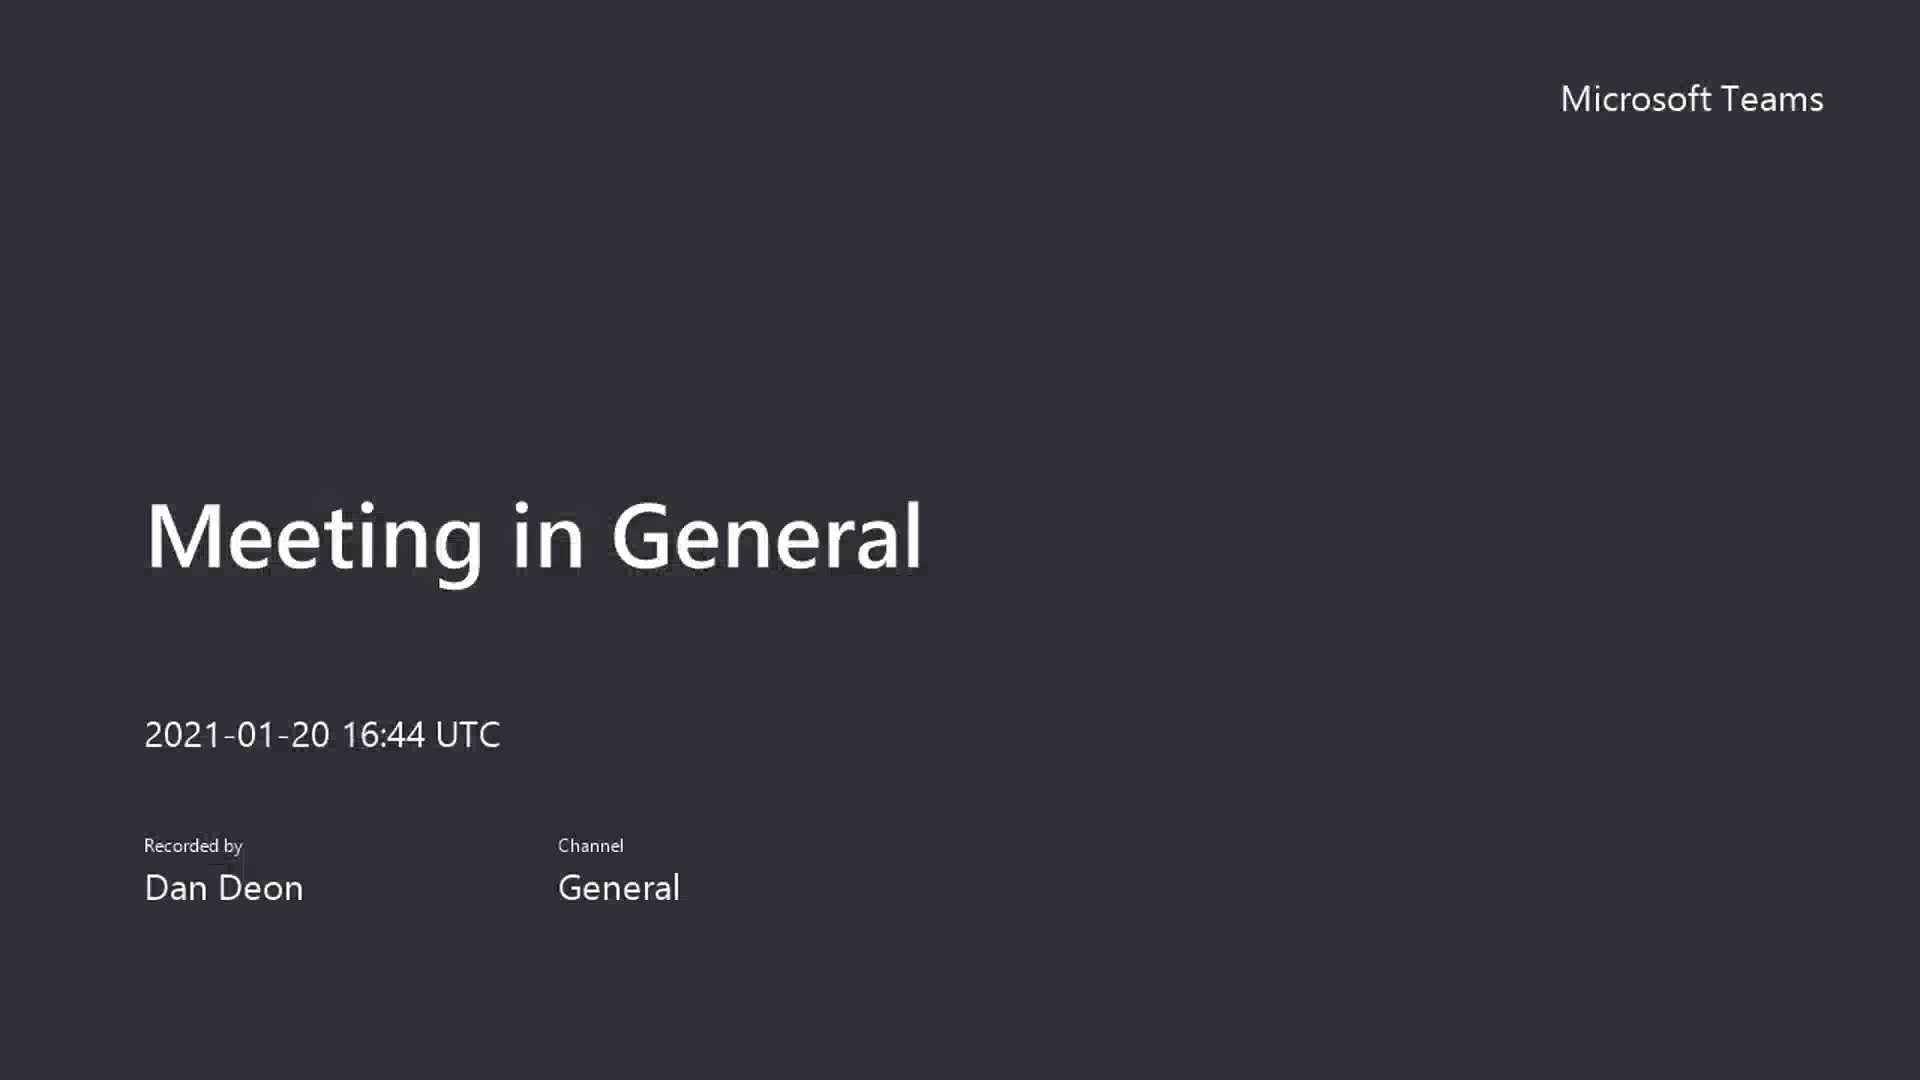 Microsoft Teams
Meeting in General
2021-01-20 16:44 UTC
Recorded by
Dan Deon
Channel
General